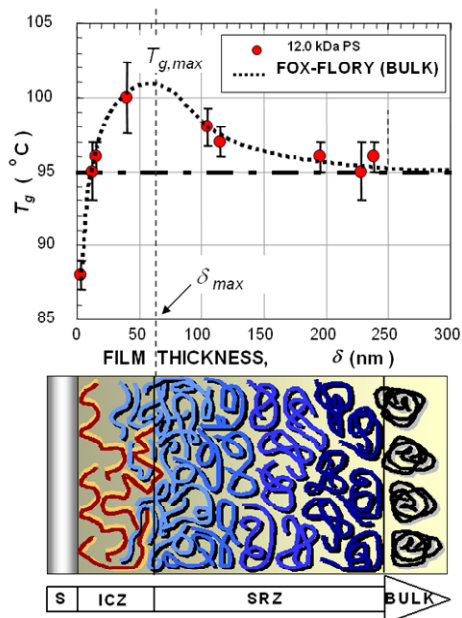 T_g,max
12.0 kDa PS
FOX-FLORY (BULK)
T_g ( °C)
100
95
90
85
δ_max
0 50 100 150 200 250 300
FILM THICKNESS, δ (nm)
S ICZ SRZ BULK